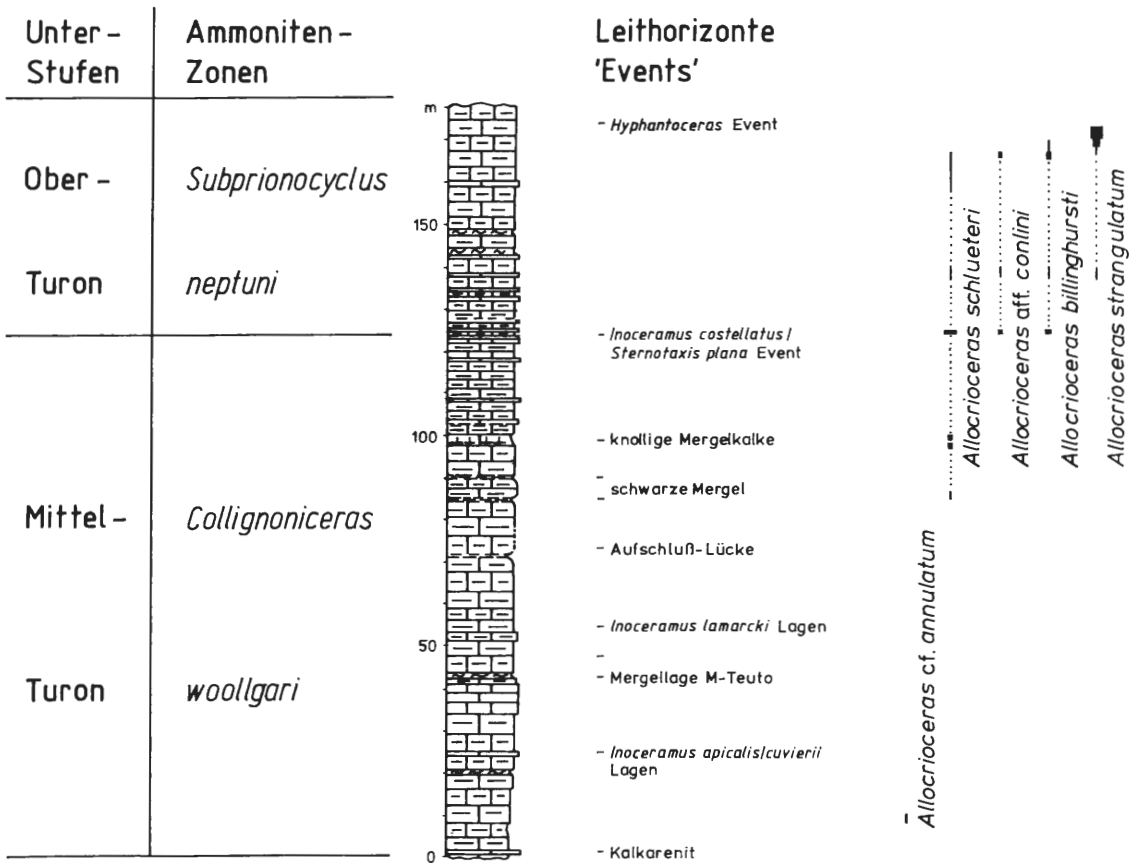 Unter-
Stufen
Ammoniten-
Zonen
Leithorizonte
'Events'
Ober-
Turon
Subprionocyclus
neptuni
Mittel-
Turon
Collignoniceras
woollgari
m
150
100
50
0
- Hyphantoceras Event
- Inoceramus costellatus/
Sternotaxis plana Event
- knollige Mergelkalke
schwarze Mergel
- Aufschluß-Lücke
- Inoceramus lamarcki Lagen
- Mergellage M-Teuto
- Inoceramus apicalis/cuvierii
Lagen
- Kalkarenit
Allocrioceras cf. annulatum
Allocrioceras schlueteri
Allocrioceras aff. conlini
Allocrioceras billinghursti
Allocrioceras strangulatum